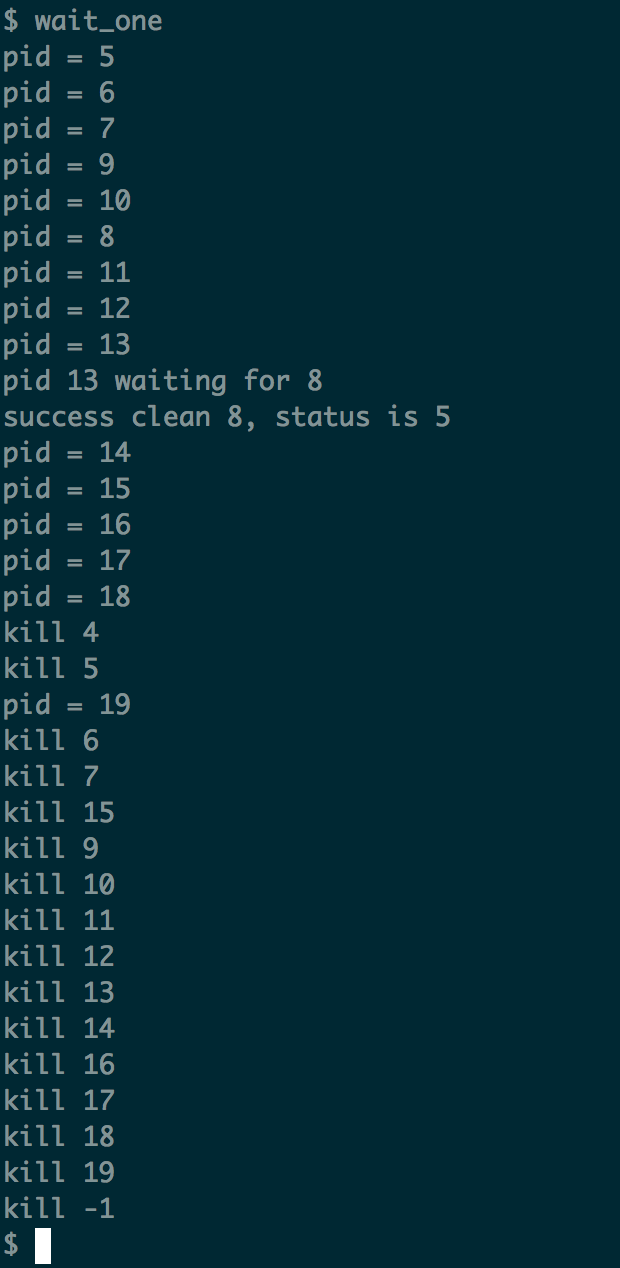 $ wait_one
pid = 5
pid = 6
pid = 7
pid = 9
pid = 10
pid = 8
pid = 11
pid = 12
pid = 13
pid 13 waiting for 8
success clean 8, status is 5
pid = 14
pid = 15
pid = 16
pid = 17
pid = 18
kill 4
kill 5
pid = 19
kill 6
kill 7
kill 15
kill 9
kill 10
kill 11
kill 12
kill 13
kill 14
kill 16
kill 17
kill 18
kill 19
kill -1
$